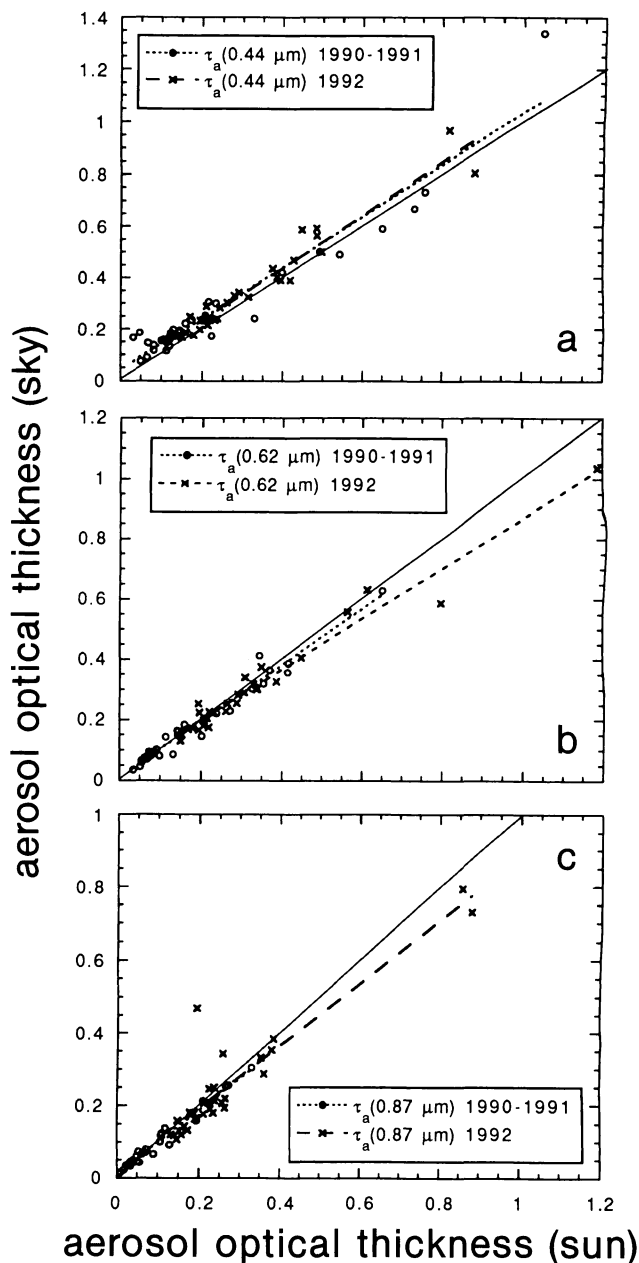 1.4
1.2
1
0.8
0.6
0.4
0.2
0
τa(0.44 μm) 1990-1991
τa(0.44 μm) 1992
a
1.2
1
0.8
0.6
0.4
0.2
0
τa(0.62 μm) 1990-1991
τa(0.62 μm) 1992
b
1
0.8
0.6
0.4
0.2
0
c
τa(0.87 μm) 1990-1991
τa(0.87 μm) 1992
0 0.2 0.4 0.6 0.8 1 1.2
aerosol optical thickness (sky)
aerosol optical thickness (sun)